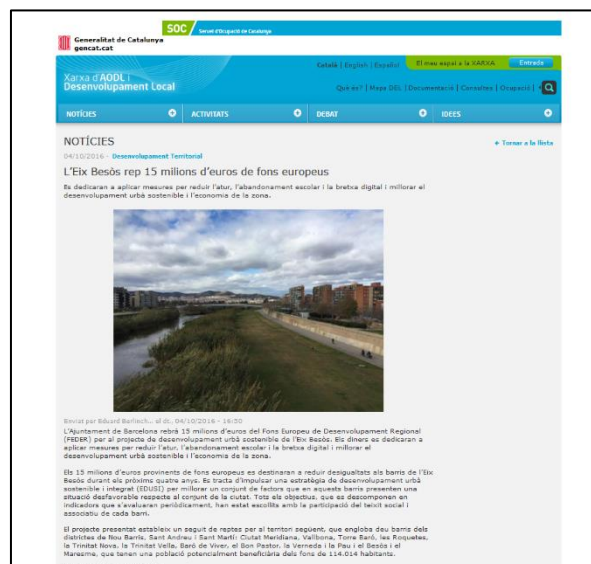 SOC
Servei d'Ocupació de Catalunya
Generalitat de Catalunya
gencat.cat
Català | English | Español
El meu espai a la XARXA
Entrada
Xarxa d'AODL i
Desenvolupament Local
Què és? | Mapa DEL | Documentació | Consultes | Ocupació |
NOTÍCIES
ACTIVITATS
DEBAT
IDEES
NOTÍCIES
Tornar a la llista
04/10/2016 - Desenvolupament Territorial
L'Eix Besòs rep 15 milions d'euros de fons europeus
Es dedicaran a aplicar mesures per reduir l'atur, l'abandonament escolar i la bretxa digital i millorar el
desenvolupament urbà sostenible i l'economia de la zona.
Enviat per Eduard Berlinch... el dt., 04/10/2016 - 16:50
L'Ajuntament de Barcelona rebrà 15 milions d'euros del Fons Europeu de Desenvolupament Regional
(FEDER) per al projecte de desenvolupament urbà sostenible de l'Eix Besòs. Els diners es dedicaran a
aplicar mesures per reduir l'atur, l'abandonament escolar i la bretxa digital i millorar el
desenvolupament urbà sostenible i l'economia de la zona.
Els 15 milions d'euros provinents de fons europeus es destinaran a reduir desigualtats als barris de l'Eix
Besòs durant els pròxims quatre anys. Es tracta d'impulsar una estratègia de desenvolupament urbà
sostenible i integrat (EDUSI) per millorar un conjunt de factors que en aquests barris presenten una
situació desfavorable respecte al conjunt de la ciutat. Tots els objectius, que es descomponen en
indicadors que s'avaluaran periòdicament, han estat escollits amb la participació del teixit social i
associatiu de cada barri.
El projecte presentat estableix un seguit de reptes per al territori següent, que engloba deu barris dels
districtes de Nou Barris, Sant Andreu i Sant Martí: Ciutat Meridiana, Vallbona, Torre Baró, les Roquetes,
la Trinitat Nova, la Trinitat Vella, Baró de Viver, el Bon Pastor, la Verneda i la Pau i el Besòs i el
Maresme, que tenen una població potencialment beneficiària dels fons de 114.014 habitants.